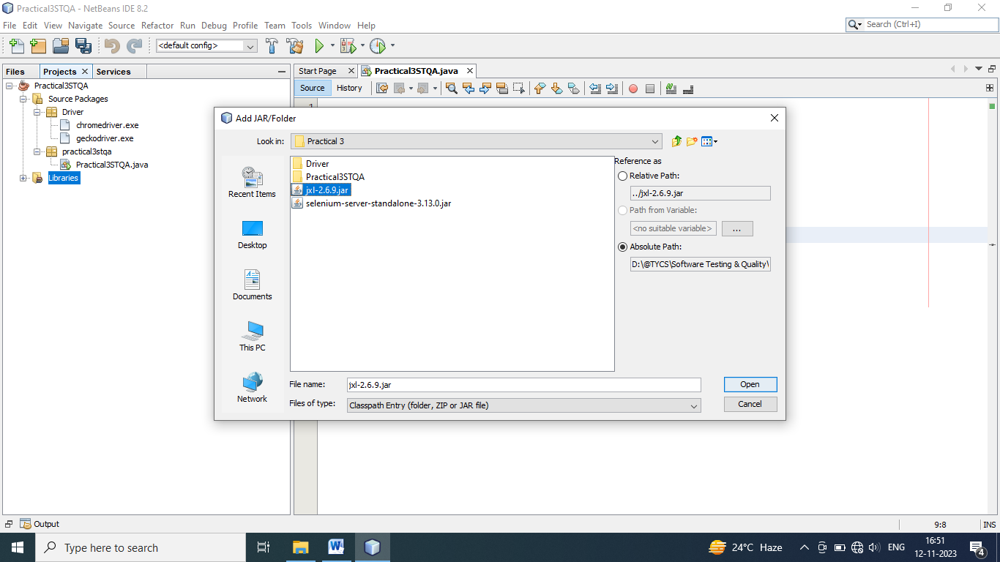 Practical3STQA - NetBeans IDE 8.2
File Edit View Navigate Source Refactor Run Debug Profile Team Tools Window Help
Search (Ctrl+I)
<default config>
Files Projects Services
Start Page Practical3STQA.java
Source History
Practical3STQA
Source Packages
Driver
chromedriver.exe
geckodriver.exe
practical3stqa
Practical3STQA.java
Libraries
1
Add JAR/Folder
Look in: Practical 3
Recent Items
Desktop
Documents
This PC
Network
Driver
Practical3STQA
jxl-2.6.9.jar
selenium-server-standalone-3.13.0.jar
Reference as
Relative Path:
../jxl-2.6.9.jar
Path from Variable:
<no suitable variable> ...
Absolute Path:
D:\@TYCS\Software Testing & Quality\
File name: jxl-2.6.9.jar Open
Files of type: Classpath Entry (folder, ZIP or JAR file) Cancel
Output
9:8 INS
Type here to search
24°C Haze
ENG
16:51
12-11-2023
4